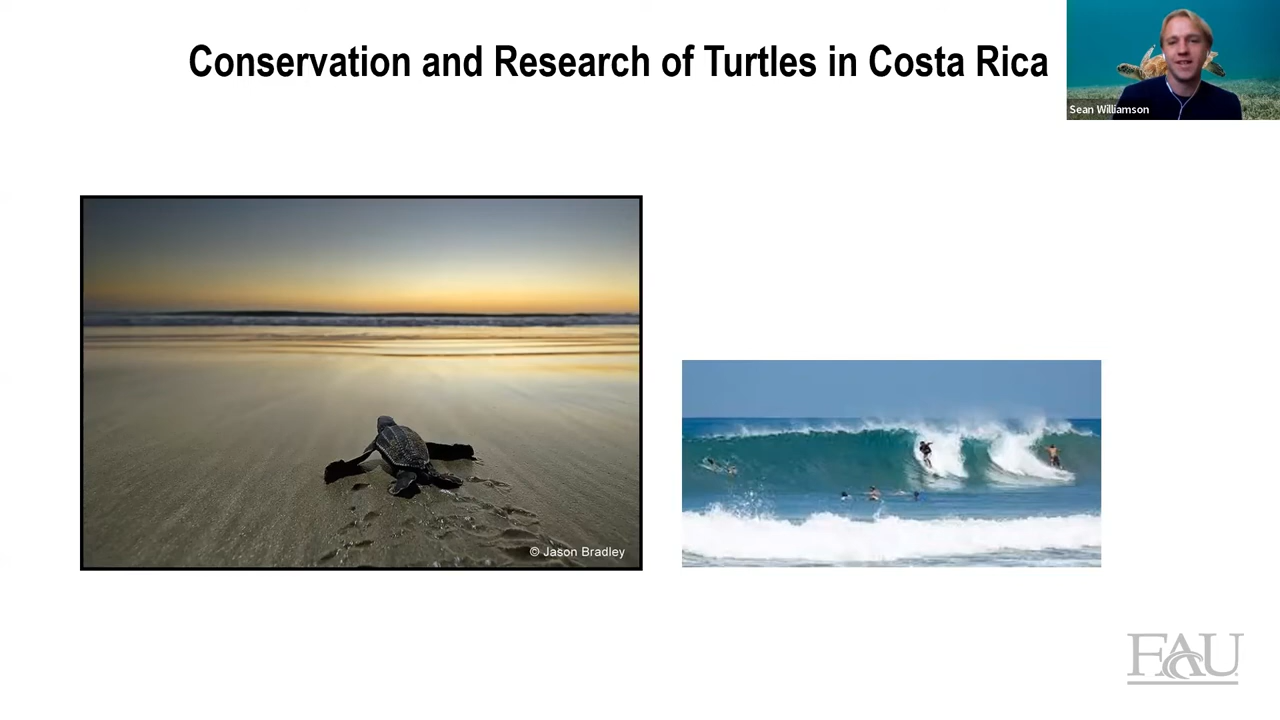 Conservation and Research of Turtles in Costa Rica
Sean Williamson
© Jason Bradley
FAU